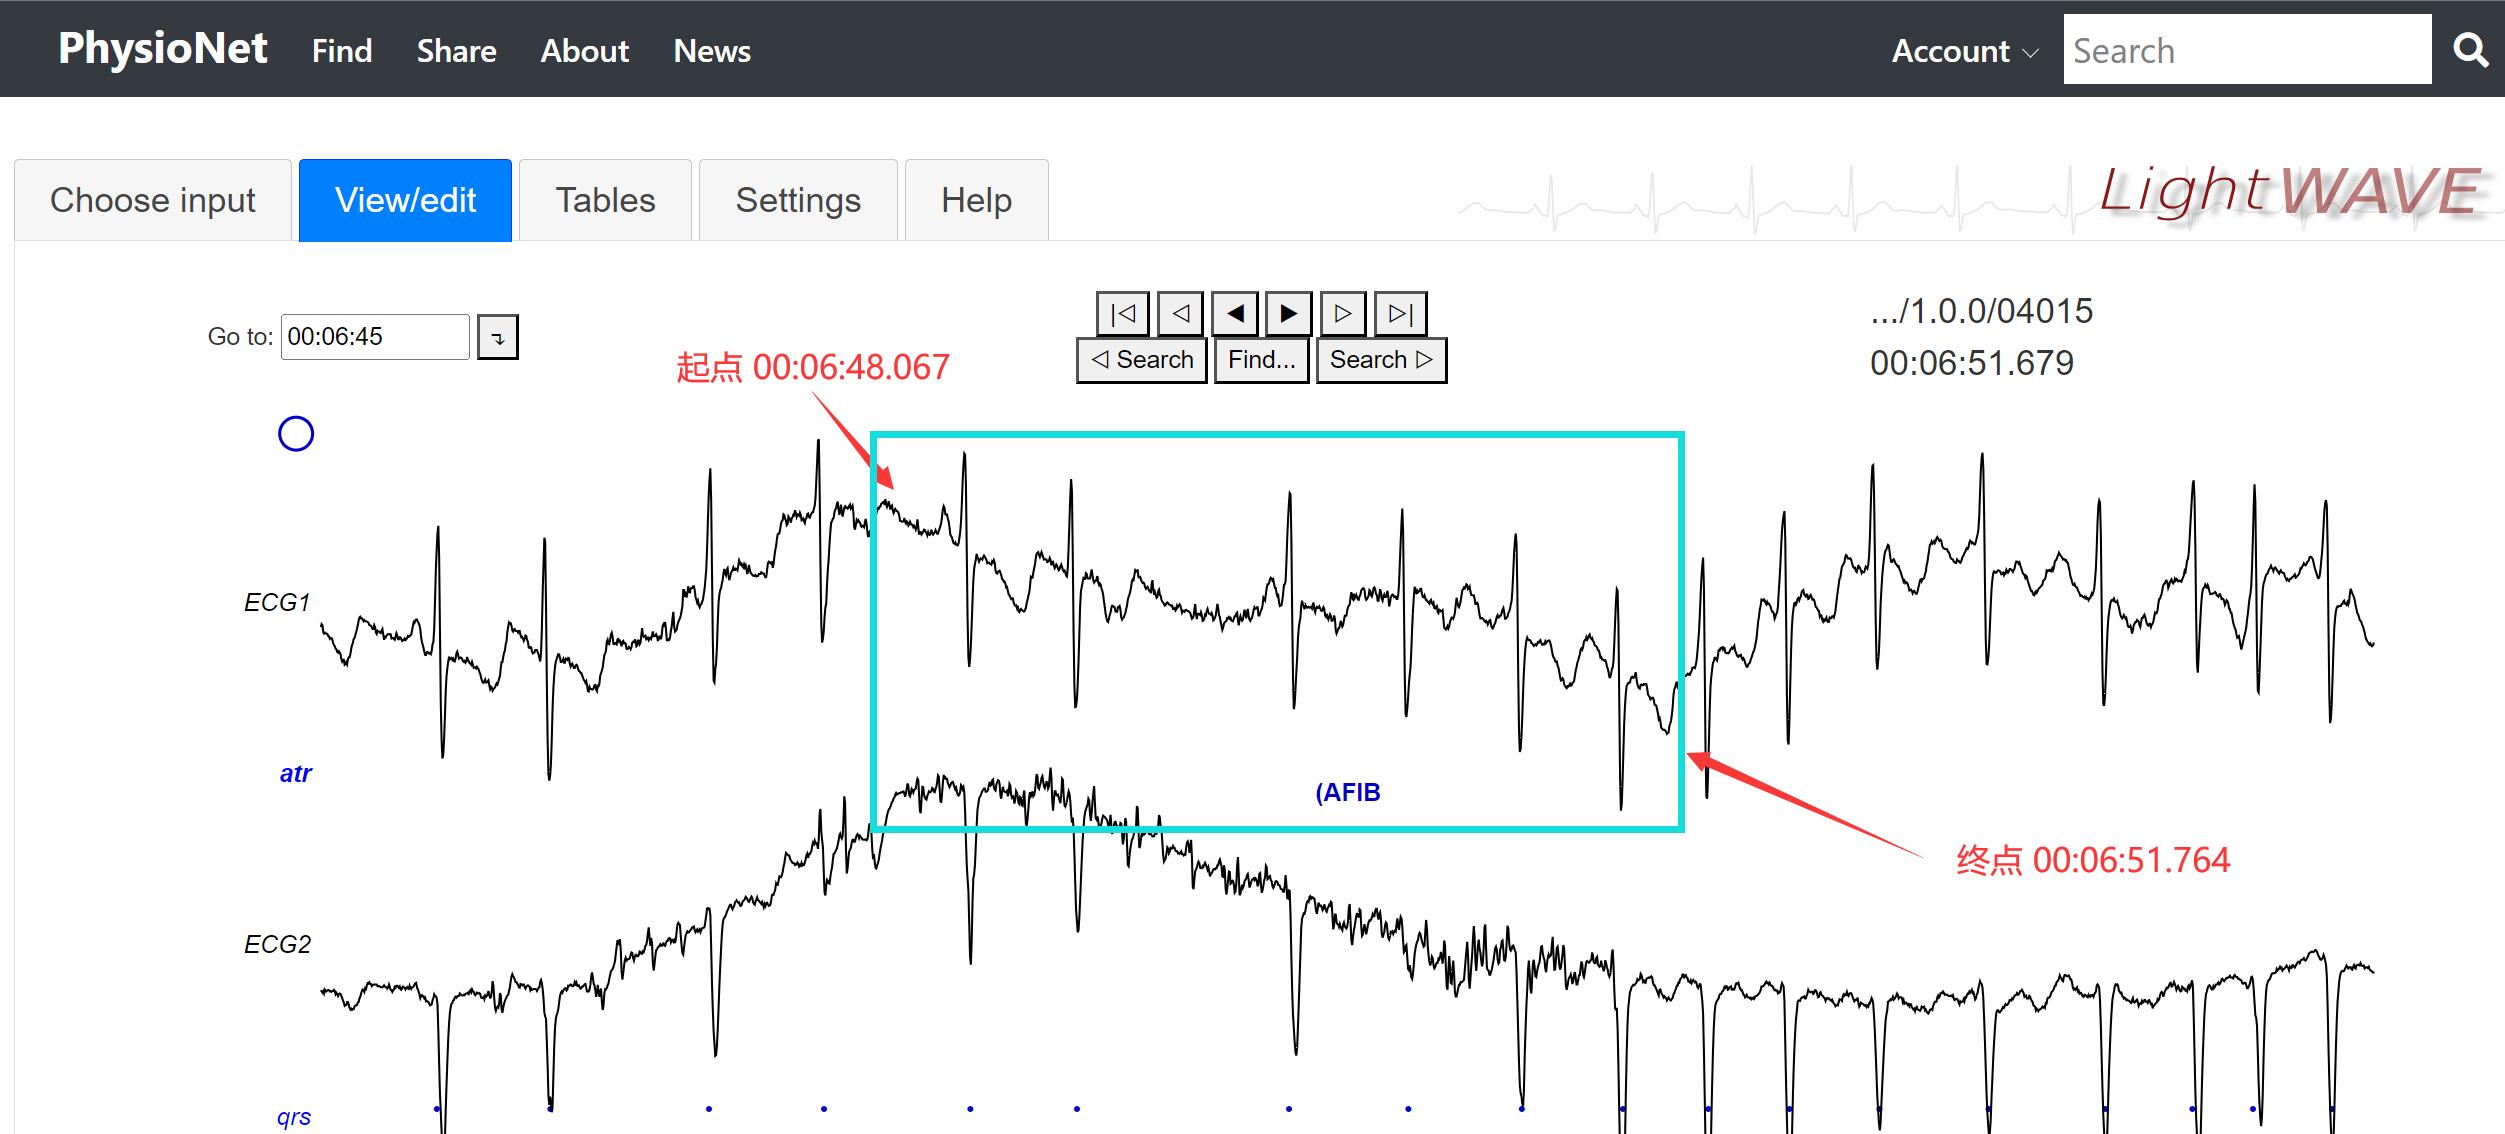 PhysioNet Find Share About News Account Search
Choose input View/edit Tables Settings Help LightWAVE
Go to: 00:06:45
.../1.0.0/04015
◁ Search Find... Search ▷
00:06:51.679
起点 00:06:48.067
ECG1
atr
(AFIB
终点 00:06:51.764
ECG2
qrs